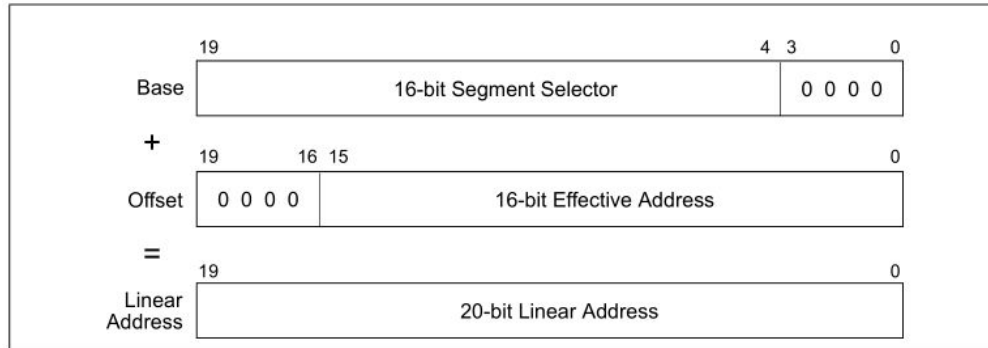 19 4 3 0
Base 16-bit Segment Selector 0 0 0 0
+
19 16 15 0
Offset 0 0 0 0 16-bit Effective Address
=
19 0
Linear
Address 20-bit Linear Address